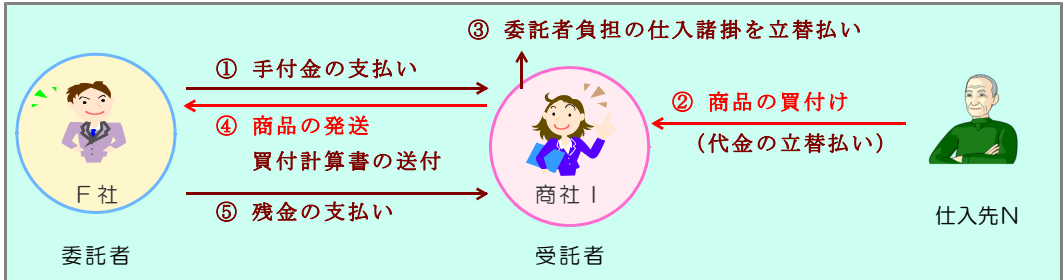 ③ 委託者負担の仕入諸掛を立替払い
① 手付金の支払い
② 商品の買付け
(代金の立替払い)
④ 商品の発送
買付計算書の送付
⑤ 残金の支払い
F社
商社I
仕入先N
委託者
受託者